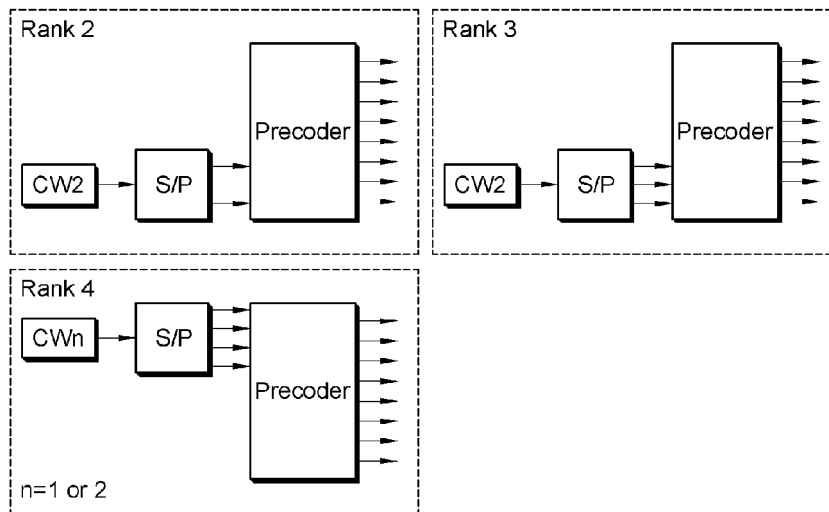 Rank 2
Precoder
CW2
S/P
Rank 3
Precoder
CW2
S/P
Rank 4
CWn
S/P
Precoder
n=1 or 2